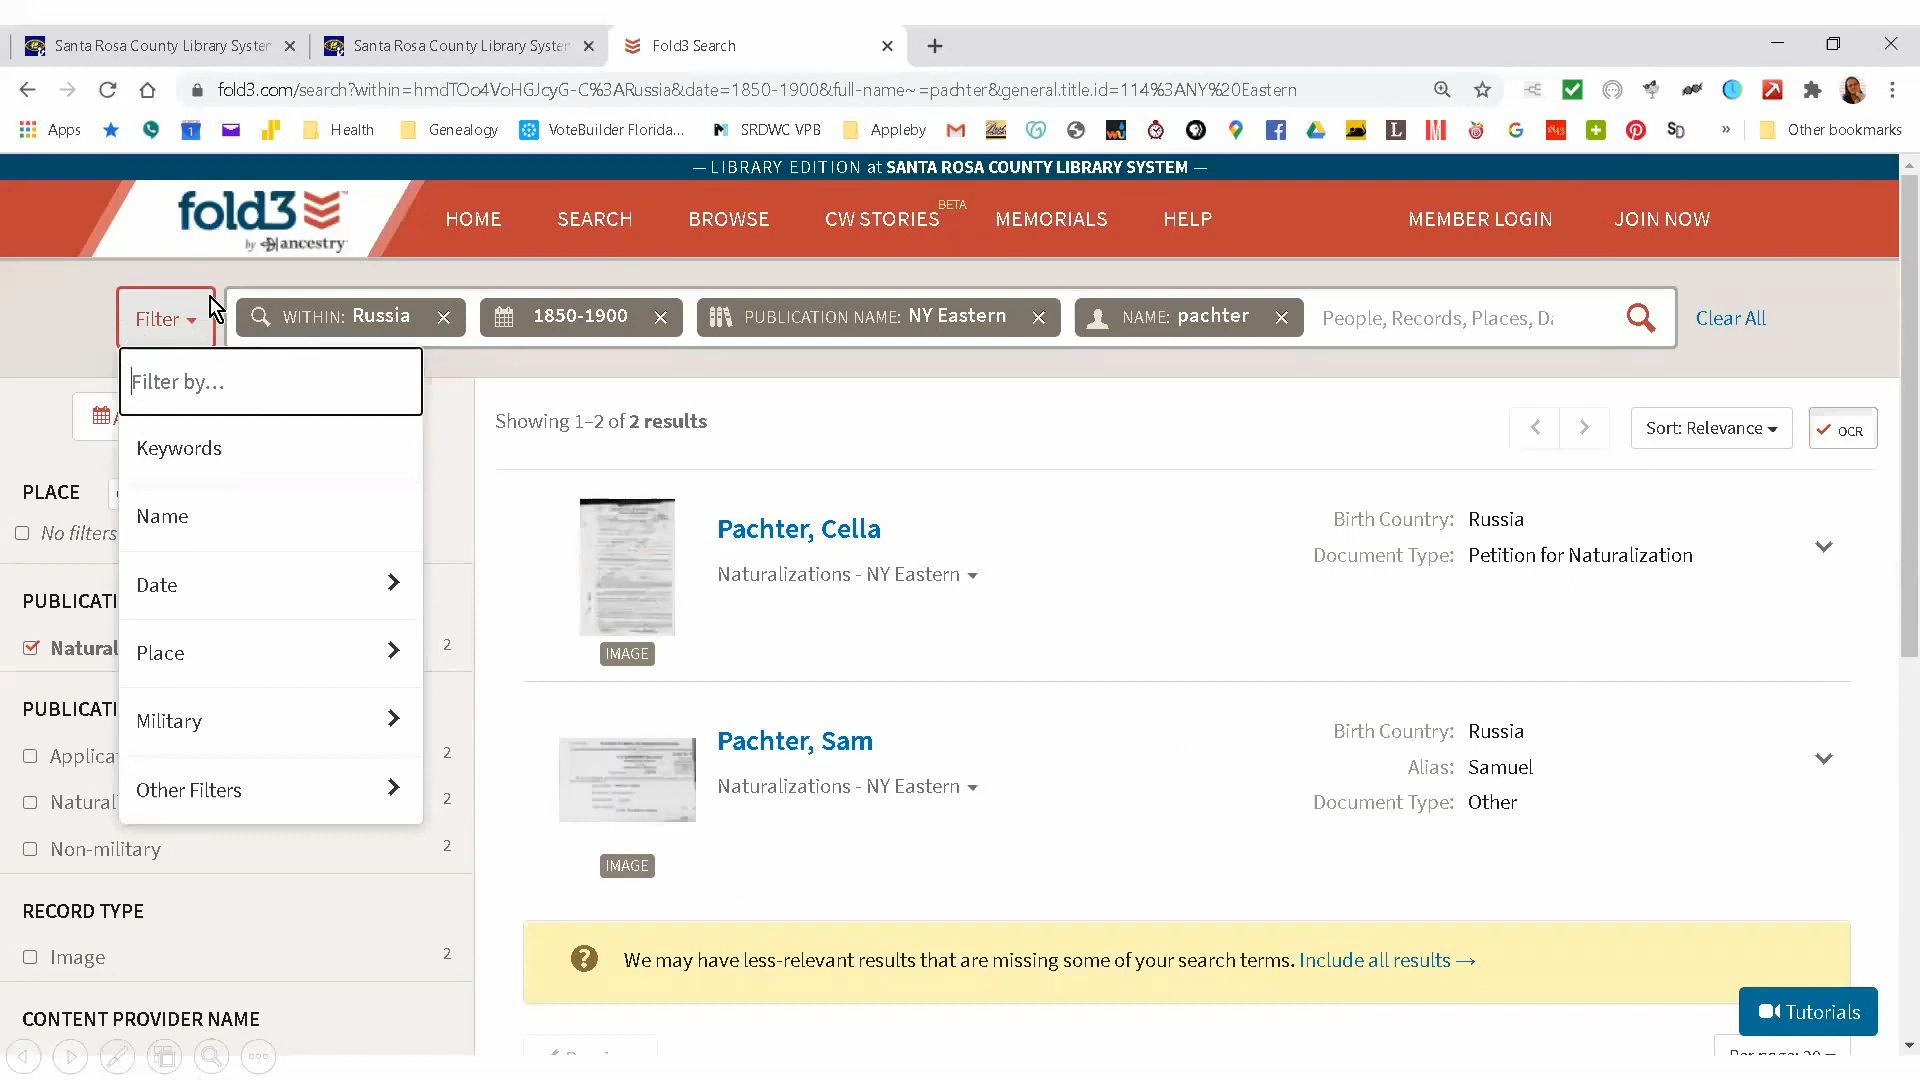 Santa Rosa County Library System
Santa Rosa County Library System
Fold3 Search
fold3.com/search?within=hmdTOo4VoHGJcyG-C%3ARussia&date=1850-1900&full-name~=pachter&general.title.id=114%3ANY%20Eastern
Apps
Health
Genealogy
VoteBuilder Florida...
SRDWC VPB
Appleby
Other bookmarks
— LIBRARY EDITION at SANTA ROSA COUNTY LIBRARY SYSTEM —
fold3
by ancestry
HOME
SEARCH
BROWSE
CW STORIES BETA
MEMORIALS
HELP
MEMBER LOGIN
JOIN NOW
Filter
WITHIN: Russia
1850-1900
PUBLICATION NAME: NY Eastern
NAME: pachter
People, Records, Places, Da
Clear All
Filter by...
Keywords
Name
Date
Place
Military
Other Filters
PLACE
No filters
PUBLICATI
Natural 2
PUBLICATI
Applica 2
Natural 2
Non-military 2
RECORD TYPE
Image 2
CONTENT PROVIDER NAME
Showing 1–2 of 2 results
Sort: Relevance
OCR
Pachter, Cella
Naturalizations - NY Eastern
IMAGE
Birth Country: Russia
Document Type: Petition for Naturalization
Pachter, Sam
Naturalizations - NY Eastern
IMAGE
Birth Country: Russia
Alias: Samuel
Document Type: Other
We may have less-relevant results that are missing some of your search terms. Include all results →
Tutorials